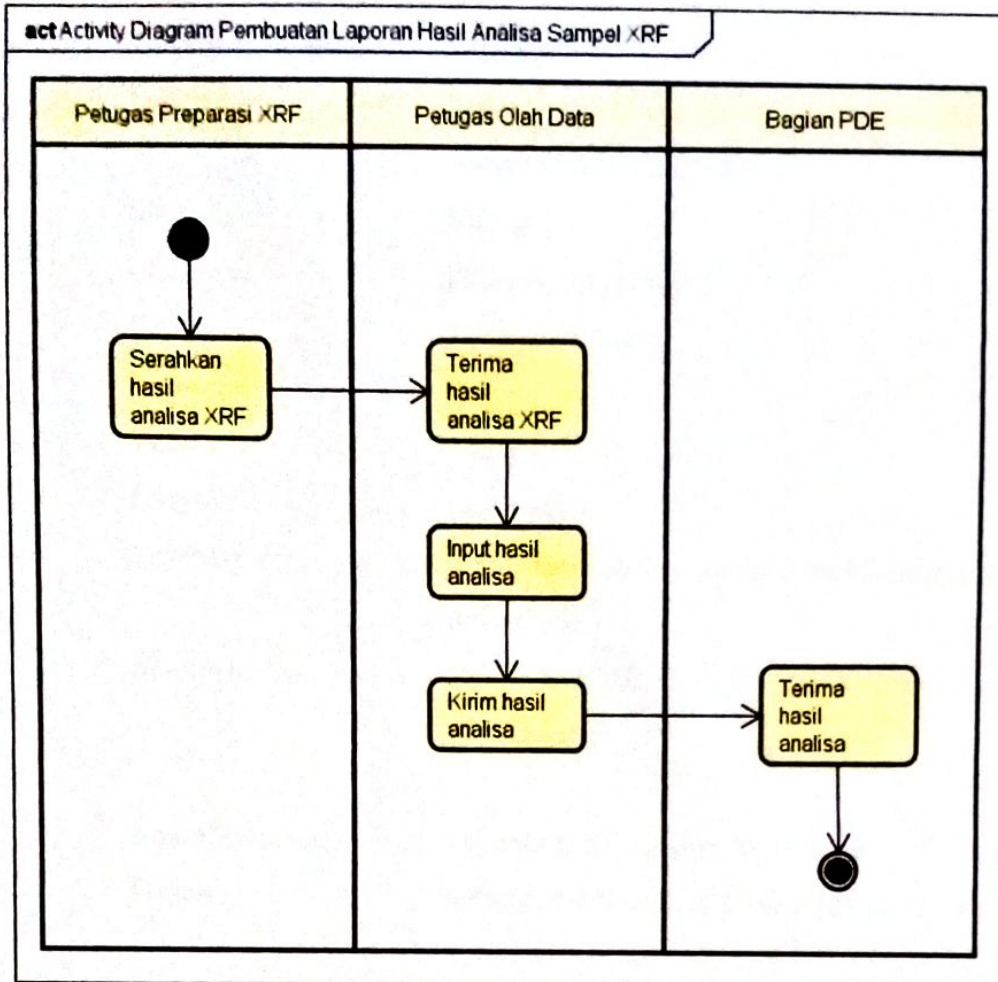 act Activity Diagram Pembuatan Laporan Hasil Analisa Sampel XRF
Petugas Preparasi XRF
Petugas Olah Data
Bagian PDE
Serahkan
hasil
analisa XRF
Terima
hasil
analisa XRF
Input hasil
analisa
Kirim hasil
analisa
Terima
hasil
analisa